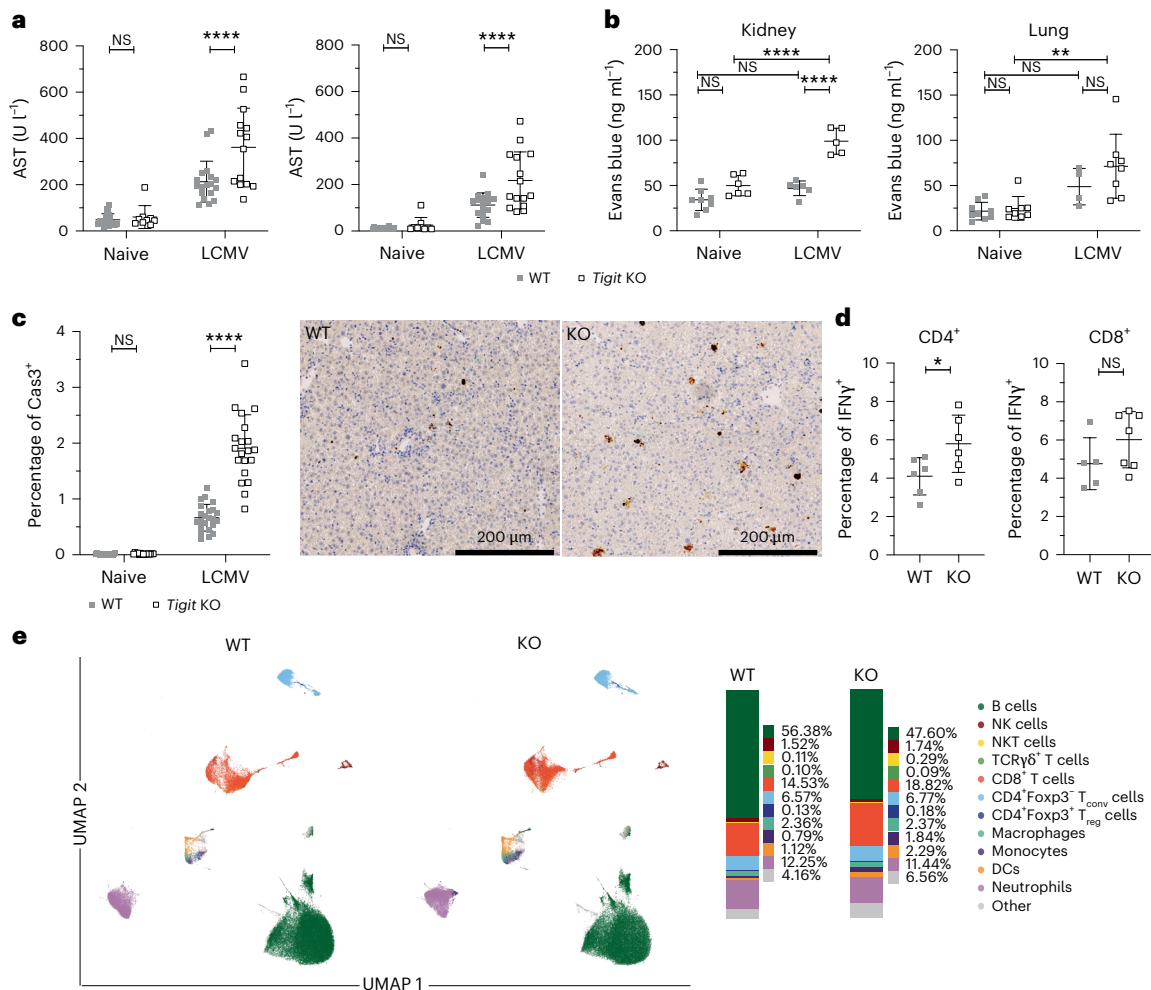 a
AST (U l⁻¹)
800
600
400
200
0
NS
****
Naive
LCMV
AST (U l⁻¹)
800
600
400
200
0
NS
****
Naive
LCMV
WT
Tigit KO
b
Kidney
Evans blue (ng ml⁻¹)
200
150
100
50
0
****
NS
NS
****
Naive
LCMV
Lung
Evans blue (ng ml⁻¹)
200
150
100
50
0
**
NS
NS
NS
Naive
LCMV
c
Percentage of Cas3⁺
4
3
2
1
0
NS
****
Naive
LCMV
WT
Tigit KO
WT
200 µm
KO
200 µm
d
CD4⁺
Percentage of IFNγ⁺
10
8
6
4
2
0
*
WT
KO
CD8⁺
Percentage of IFNγ⁺
10
8
6
4
2
0
NS
WT
KO
e
WT
KO
UMAP 2
UMAP 1
WT
56.38%
1.52%
0.11%
0.10%
14.53%
6.57%
0.13%
2.36%
0.79%
1.12%
12.25%
4.16%
KO
47.60%
1.74%
0.29%
0.09%
18.82%
6.77%
0.18%
2.37%
1.84%
2.29%
11.44%
6.56%
B cells
NK cells
NKT cells
TCRγδ⁺ T cells
CD8⁺ T cells
CD4⁺Foxp3⁻ Tconv cells
CD4⁺Foxp3⁺ Treg cells
Macrophages
Monocytes
DCs
Neutrophils
Other